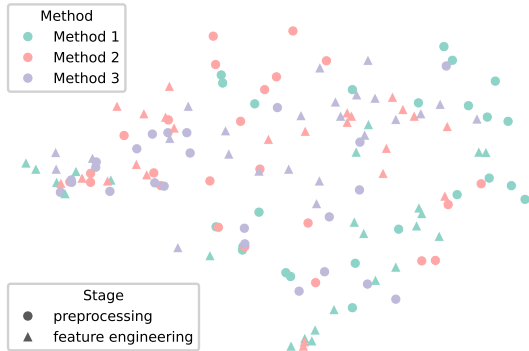 Method
Method 1
Method 2
Method 3
Stage
preprocessing
feature engineering